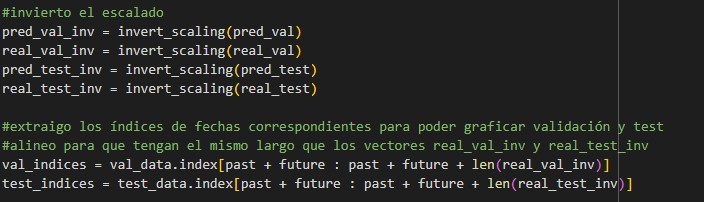 #invierto el escalado
pred_val_inv = invert_scaling(pred_val)
real_val_inv = invert_scaling(real_val)
pred_test_inv = invert_scaling(pred_test)
real_test_inv = invert_scaling(real_test)
#extraigo los índices de fechas correspondientes para poder graficar validación y test
#alineo para que tengan el mismo largo que los vectores real_val_inv y real_test_inv
val_indices = val_data.index[past + future : past + future + len(real_val_inv)]
test_indices = test_data.index[past + future : past + future + len(real_test_inv)]